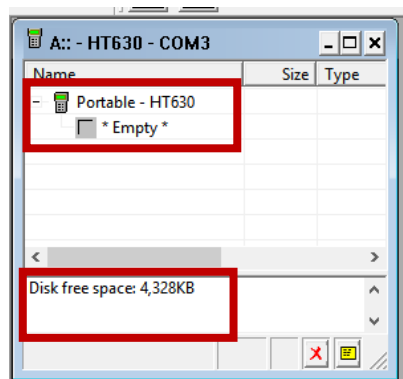 A:: - HT630 - COM3
Name Size Type
Portable - HT630
* Empty *
Disk free space: 4,328KB